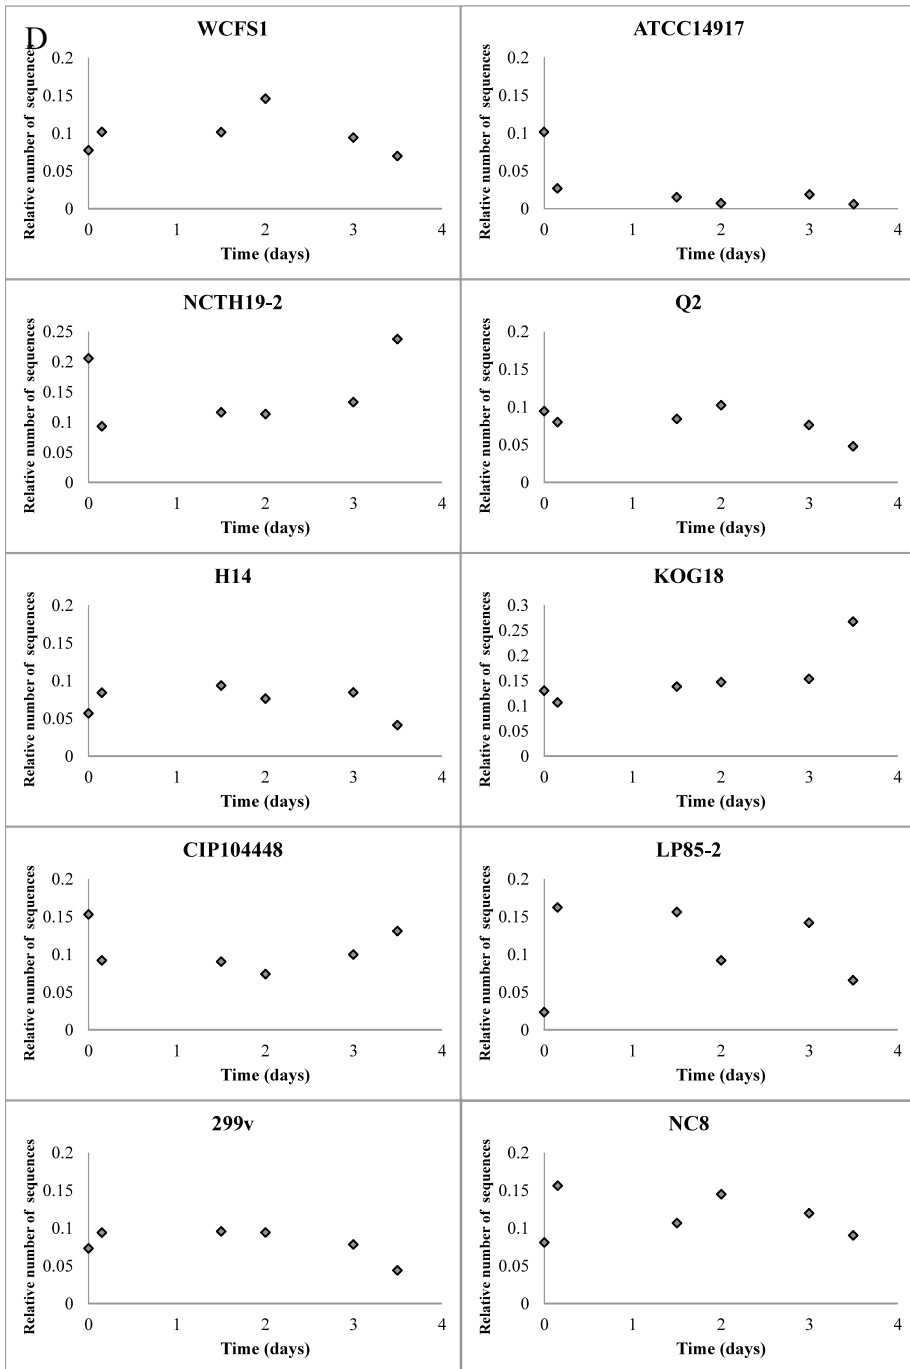 D
WCFS1
Relative number of sequences
0.2
0.15
0.1
0.05
0
0 1 2 3 4
Time (days)
ATCC14917
Relative number of sequences
0.2
0.15
0.1
0.05
0
0 1 2 3 4
Time (days)
NCTH19-2
Relative number of sequences
0.25
0.2
0.15
0.1
0.05
0
0 1 2 3 4
Time (days)
Q2
Relative number of sequences
0.2
0.15
0.1
0.05
0
0 1 2 3 4
Time (days)
H14
Relative number of sequences
0.2
0.15
0.1
0.05
0
0 1 2 3 4
Time (days)
KOG18
Relative number of sequences
0.3
0.25
0.2
0.15
0.1
0.05
0
0 1 2 3 4
Time (days)
CIP104448
Relative number of sequences
0.2
0.15
0.1
0.05
0
0 1 2 3 4
Time (days)
LP85-2
Relative number of sequences
0.2
0.15
0.1
0.05
0
0 1 2 3 4
Time (days)
299v
Relative number of sequences
0.2
0.15
0.1
0.05
0
0 1 2 3 4
Time (days)
NC8
Relative number of sequences
0.2
0.15
0.1
0.05
0
0 1 2 3 4
Time (days)